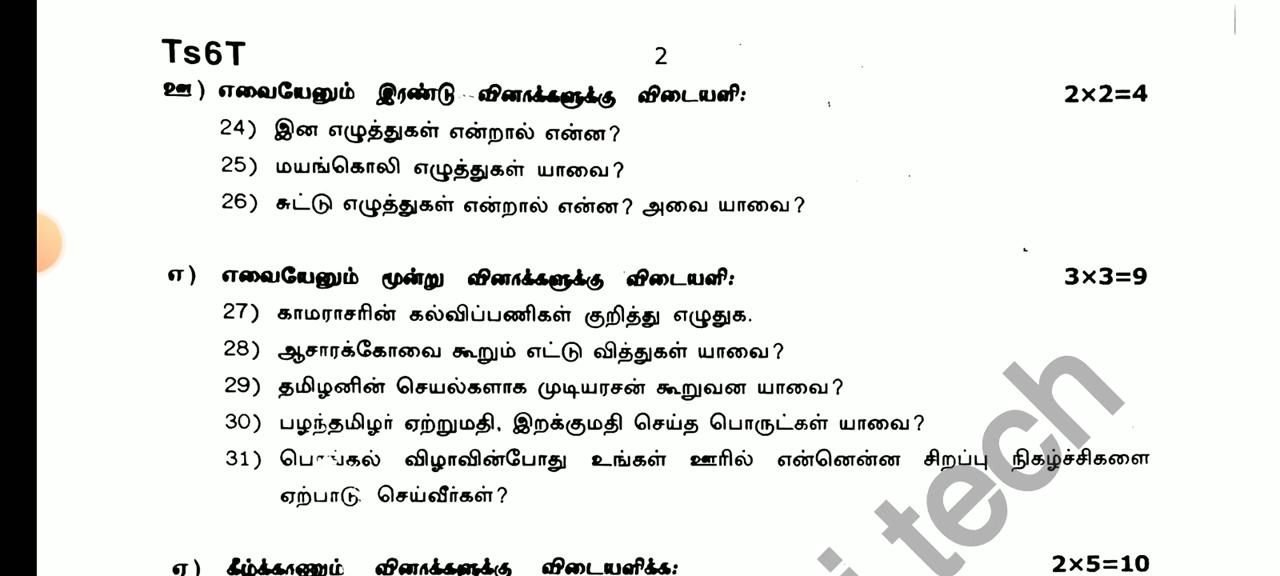 Ts6T
2
ஊ) எவையேனும் இரண்டு வினாக்களுக்கு விடையளி: 2×2=4
24) இன எழுத்துகள் என்றால் என்ன?
25) மயங்கொலி எழுத்துகள் யாவை?
26) சுட்டு எழுத்துகள் என்றால் என்ன? அவை யாவை?
எ) எவையேனும் மூன்று வினாக்களுக்கு விடையளி: 3×3=9
27) காமராசரின் கல்விப்பணிகள் குறித்து எழுதுக.
28) ஆசாரக்கோவை கூறும் எட்டு வித்துகள் யாவை?
29) தமிழனின் செயல்களாக முடியரசன் கூறுவன யாவை?
30) பழந்தமிழர் ஏற்றுமதி, இறக்குமதி செய்த பொருட்கள் யாவை?
31) பொங்கல் விழாவின்போது உங்கள் ஊரில் என்னென்ன சிறப்பு நிகழ்ச்சிகளை
ஏற்பாடு செய்வீர்கள்?
ஏ) கீழ்க்காணும் வினாக்களுக்கு விடையளிக்க: 2×5=10
tech